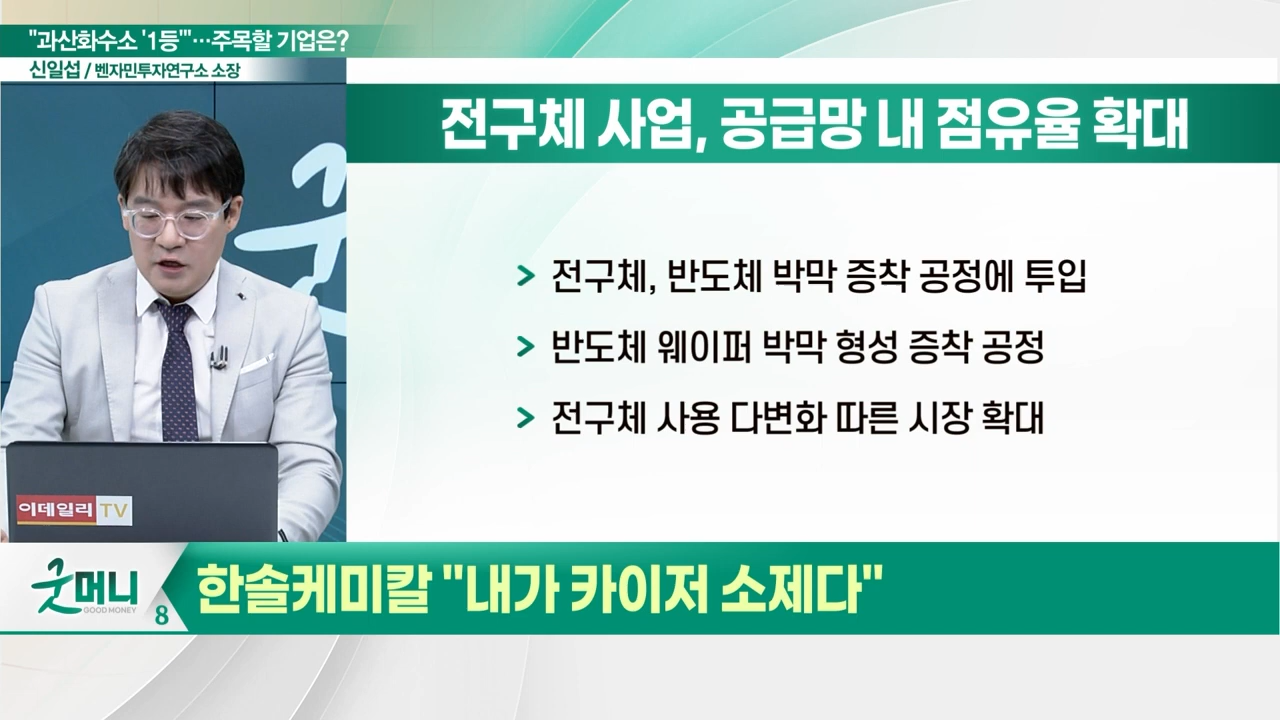 "과산화수소 '1등'"…주목할 기업은?
신일섭 / 벤자민투자연구소 소장
전구체 사업, 공급망 내 점유율 확대
> 전구체, 반도체 박막 증착 공정에 투입
> 반도체 웨이퍼 박막 형성 증착 공정
> 전구체 사용 다변화 따른 시장 확대
이데일리 TV
굿머니
GOOD MONEY
8
한솔케미칼 "내가 카이저 소제다"